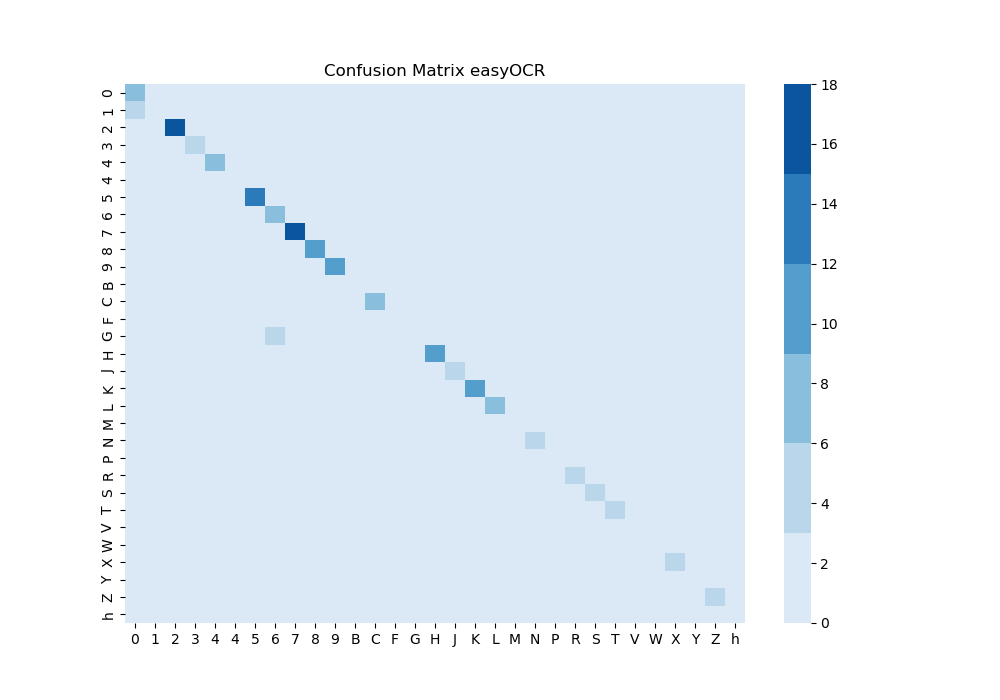 Confusion Matrix easyOCR
0
1
2
3
4
4
5
6
7
8
9
B
C
F
G
H
J
K
L
M
N
P
R
S
T
V
W
X
Y
Z
h
0 1 2 3 4 4 5 6 7 8 9 B C F G H J K L M N P R S T V W X Y Z h
18
16
14
12
10
8
6
4
2
0